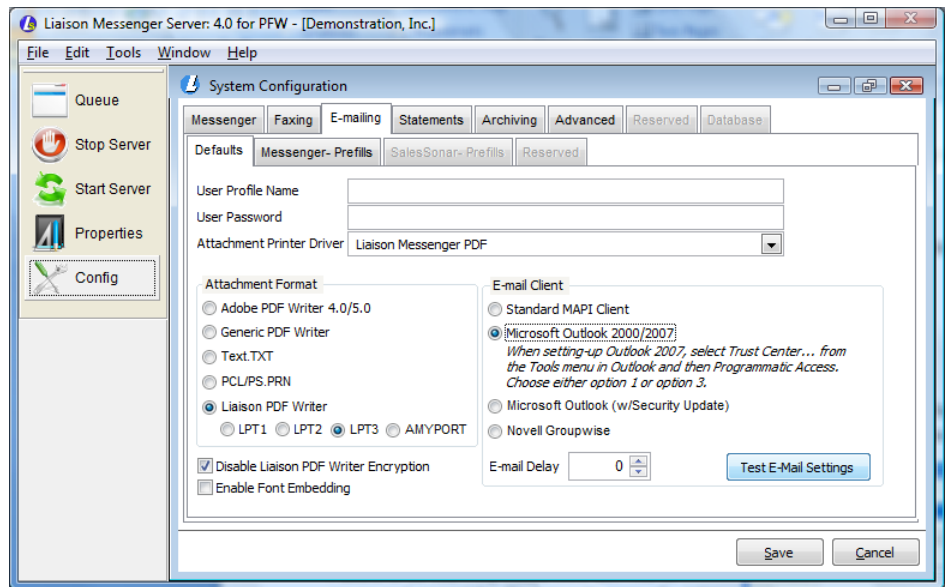 Liaison Messenger Server: 4.0 for PFW - [Demonstration, Inc.]
File Edit Tools Window Help
Queue
Stop Server
Start Server
Properties
Config
System Configuration
Messenger Faxing E-mailing Statements Archiving Advanced Reserved Database
Defaults Messenger- Prefills SalesSonar- Prefills Reserved
User Profile Name
User Password
Attachment Printer Driver Liaison Messenger PDF
Attachment Format
Adobe PDF Writer 4.0/5.0
Generic PDF Writer
Text.TXT
PCL/PS.PRN
Liaison PDF Writer
LPT1 LPT2 LPT3 AMYPORT
Disable Liaison PDF Writer Encryption
Enable Font Embedding
E-mail Client
Standard MAPI Client
Microsoft Outlook 2000/2007
When setting-up Outlook 2007, select Trust Center... from
the Tools menu in Outlook and then Programmatic Access.
Choose either option 1 or option 3.
Microsoft Outlook (w/Security Update)
Novell Groupwise
E-mail Delay 0 Test E-Mail Settings
Save Cancel